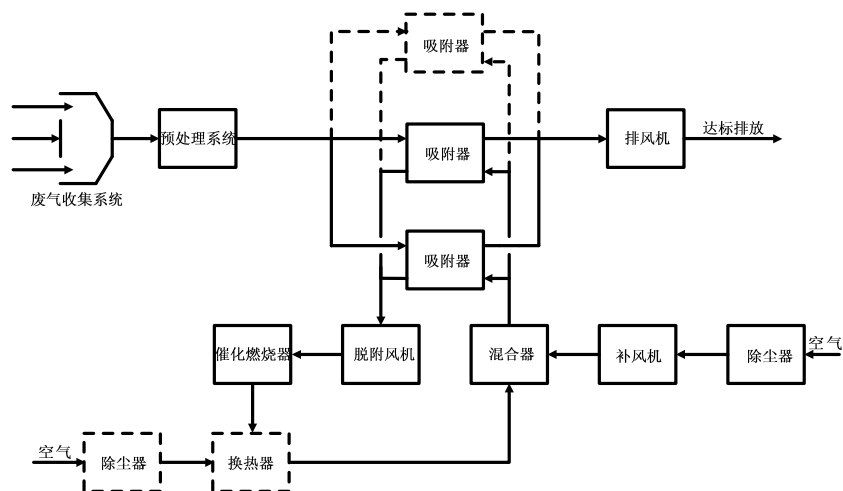 吸附器
达标排放
预处理系统
吸附器
排风机
废气收集系统
吸附器
空气
催化燃烧器
脱附风机
混合器
补风机
除尘器
空气
除尘器
换热器